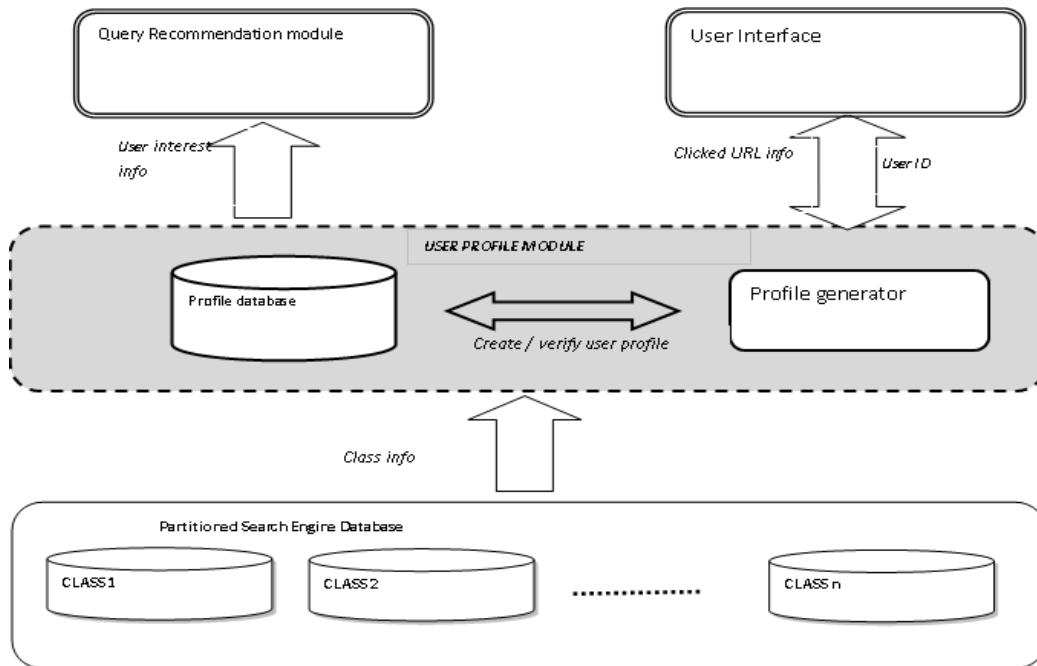 Query Recommendation module
User Interface
User interest
info
Clicked URL info
User ID
USER PROFILE MODULE
Profile database
Profile generator
Create / verify user profile
Class info
Partitioned Search Engine Database
CLASS1
CLASS2
CLASSn